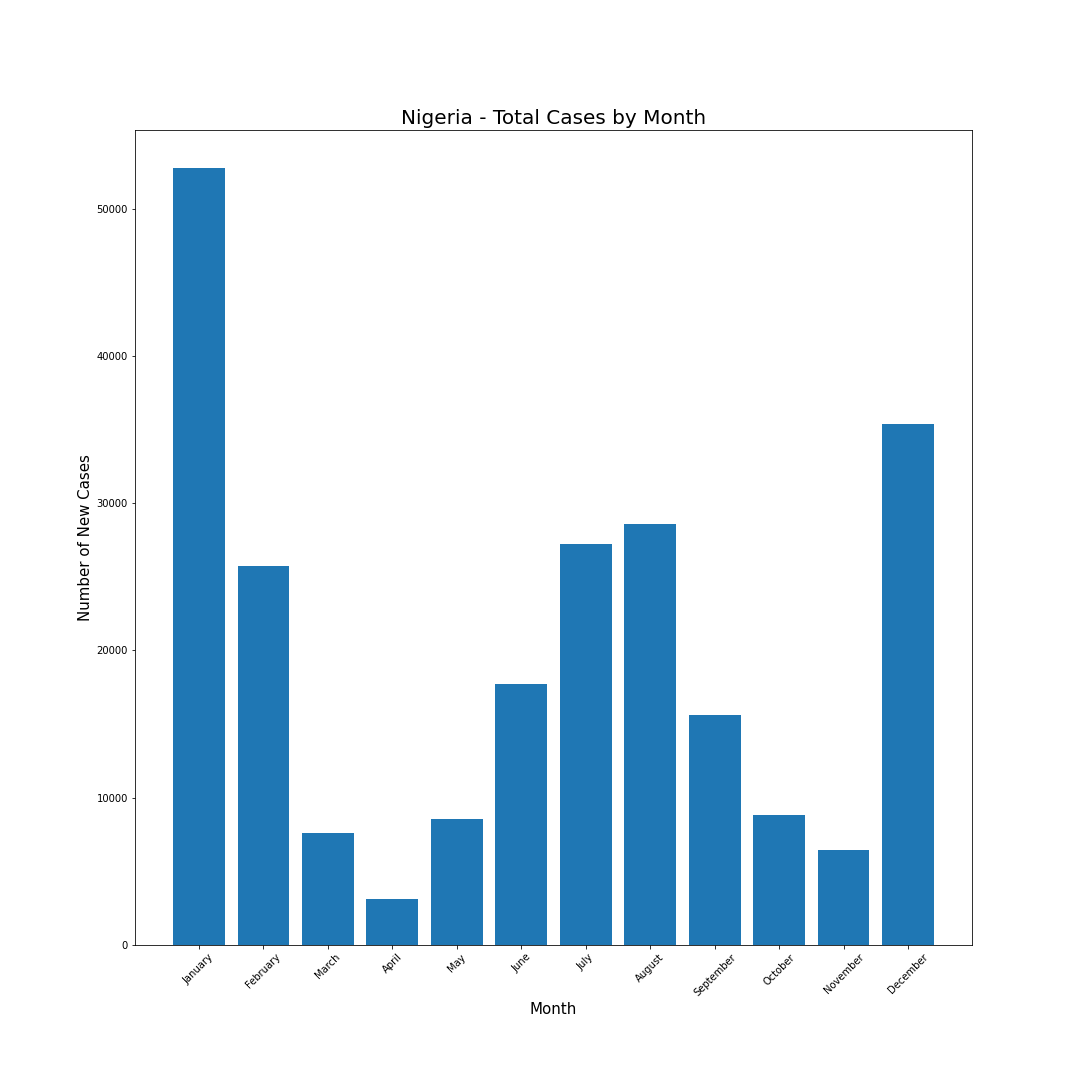 Nigeria - Total Cases by Month
Number of New Cases
50000
40000
30000
20000
10000
0
January
February
March
April
May
June
July
August
September
October
November
December
Month